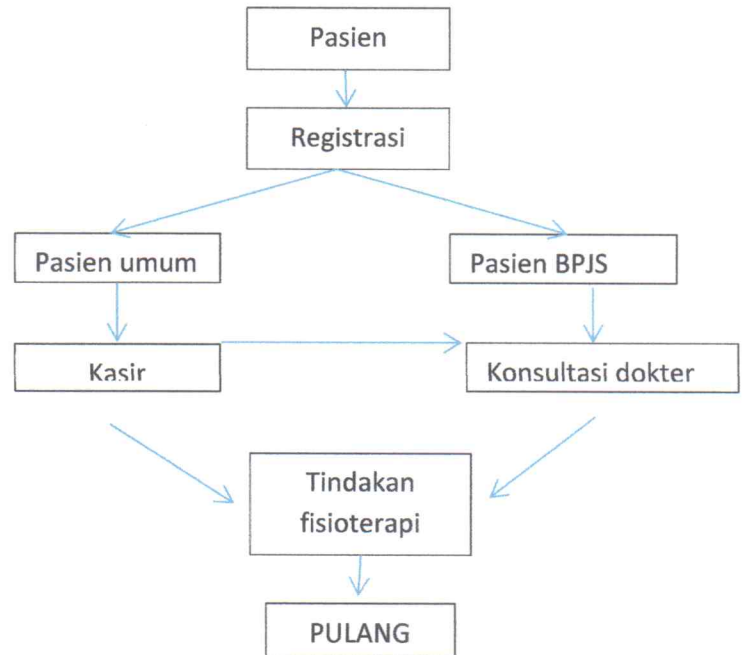 Pasien
Registrasi
Pasien umum
Pasien BPJS
Kasir
Konsultasi dokter
Tindakan
fisioterapi
PULANG